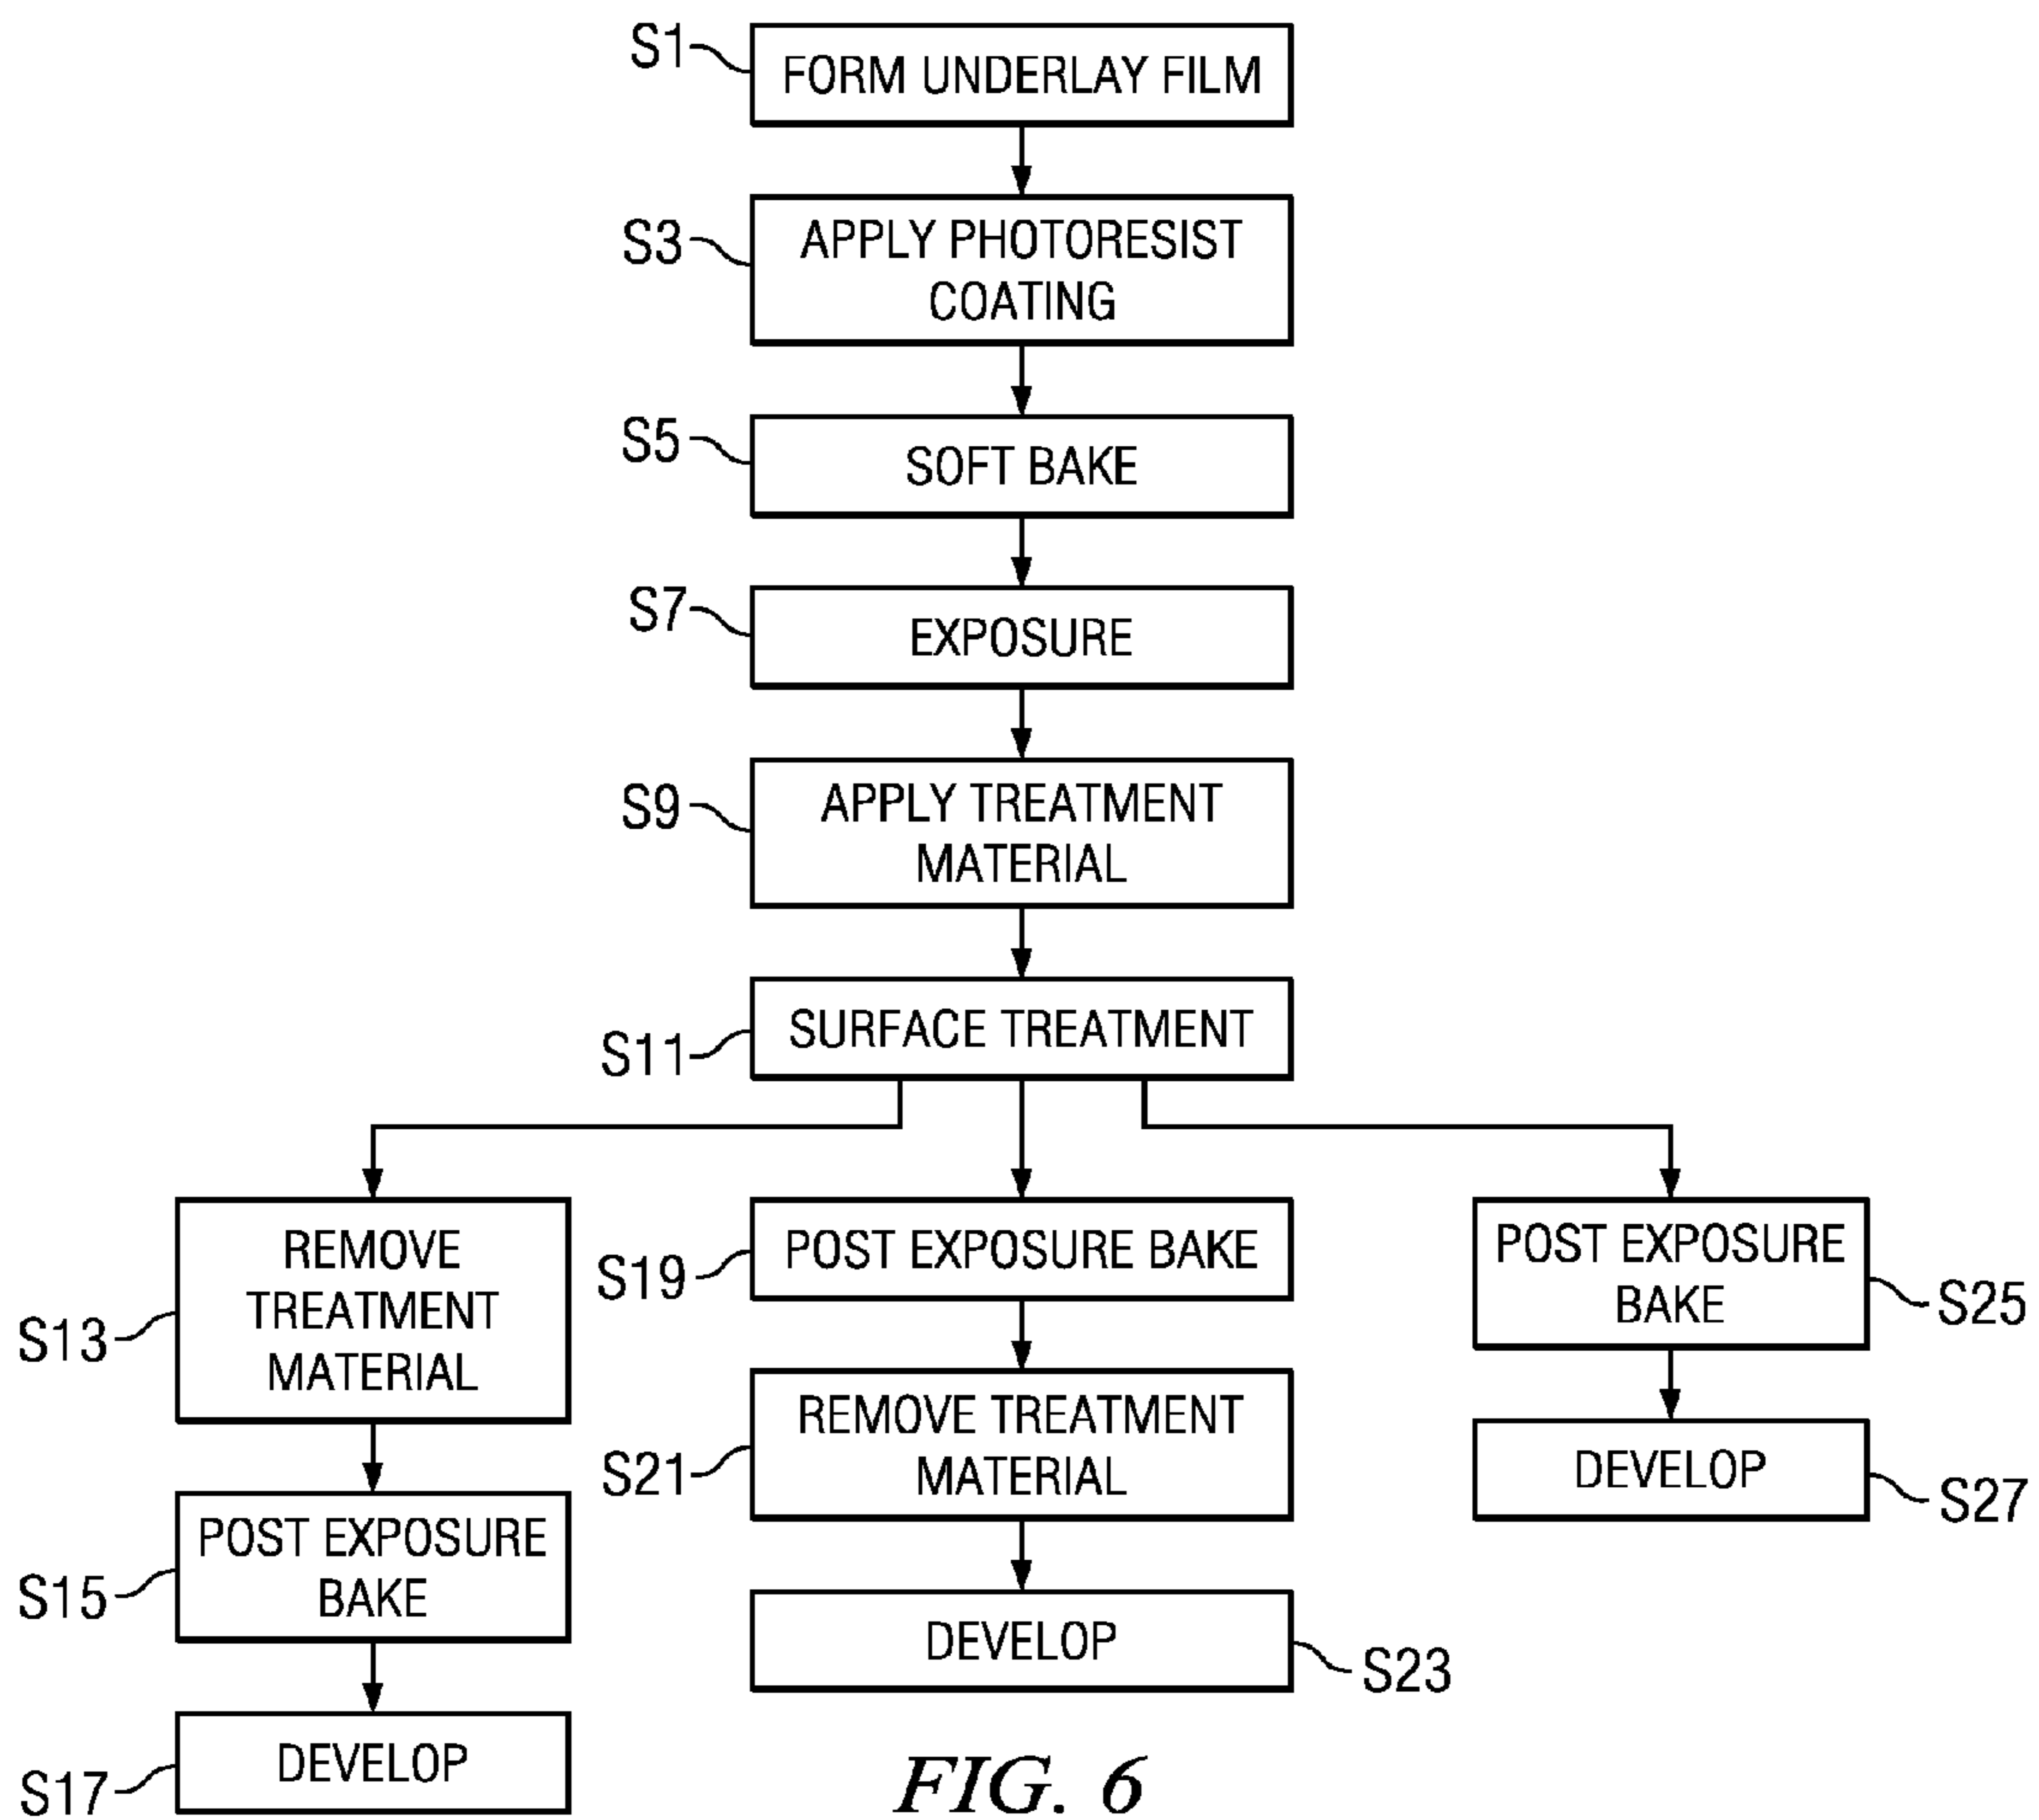 S1
FORM UNDERLAY FILM
S3
APPLY PHOTORESIST
COATING
S5
SOFT BAKE
S7
EXPOSURE
S9
APPLY TREATMENT
MATERIAL
S11
SURFACE TREATMENT
S13
REMOVE
TREATMENT
MATERIAL
S15
POST EXPOSURE
BAKE
S17
DEVELOP
S19
POST EXPOSURE BAKE
S21
REMOVE TREATMENT
MATERIAL
DEVELOP
S23
POST EXPOSURE
BAKE
S25
DEVELOP
S27
FIG. 6